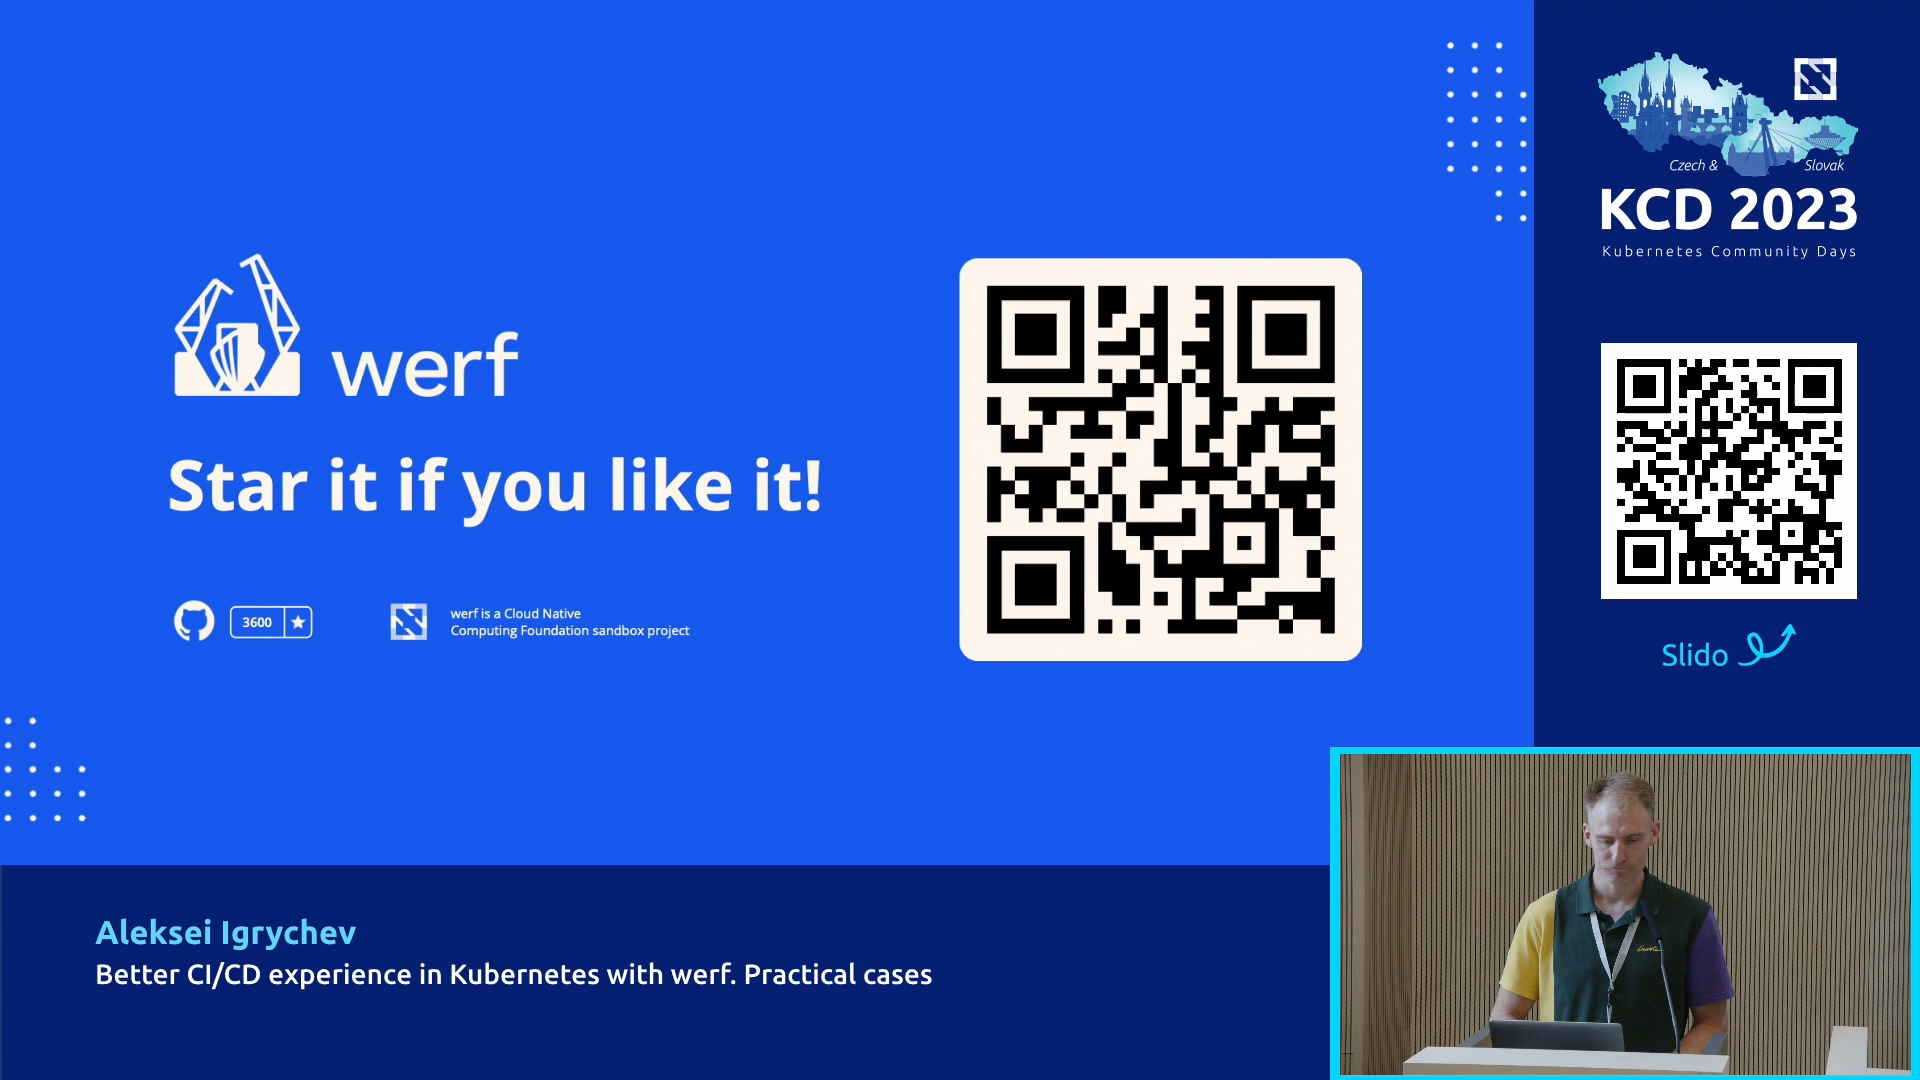 werf
Star it if you like it!
3600
werf is a Cloud Native
Computing Foundation sandbox project
Czech & Slovak
KCD 2023
Kubernetes Community Days
Slido
Aleksei Igrychev
Better CI/CD experience in Kubernetes with werf. Practical cases